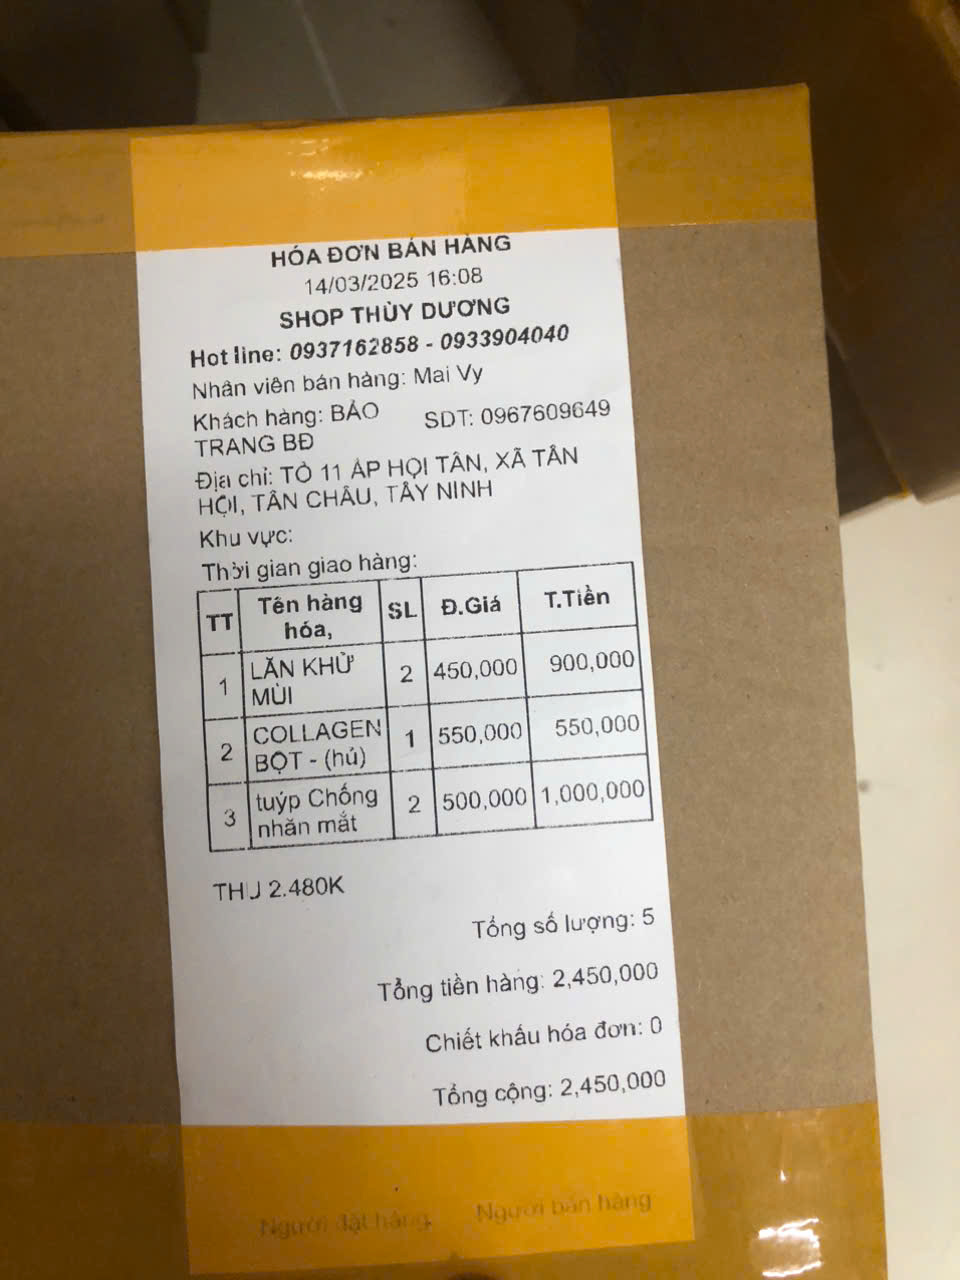 HÓA ĐƠN BÁN HÀNG
14/03/2025 16:08
SHOP THÙY DƯƠNG
Hot line: 0937162858 - 0933904040
Nhân viên bán hàng: Mai Vy
Khách hàng: BẢO TRANG BĐ SDT: 0967609649
Địa chỉ: TỔ 11 ẤP HỘI TÂN, XÃ TÂN
HỘI, TÂN CHÂU, TÂY NINH
Khu vực:
Thời gian giao hàng:
TT Tên hàng hóa, SL Đ.Giá T.Tiền
1 LĂN KHỬ MÙI 2 450,000 900,000
2 COLLAGEN BỘT - (hủ) 1 550,000 550,000
3 tuýp Chống nhăn mắt 2 500,000 1,000,000
THU 2.480K
Tổng số lượng: 5
Tổng tiền hàng: 2,450,000
Chiết khấu hóa đơn: 0
Tổng cộng: 2,450,000
Người đặt hàng Người bán hàng